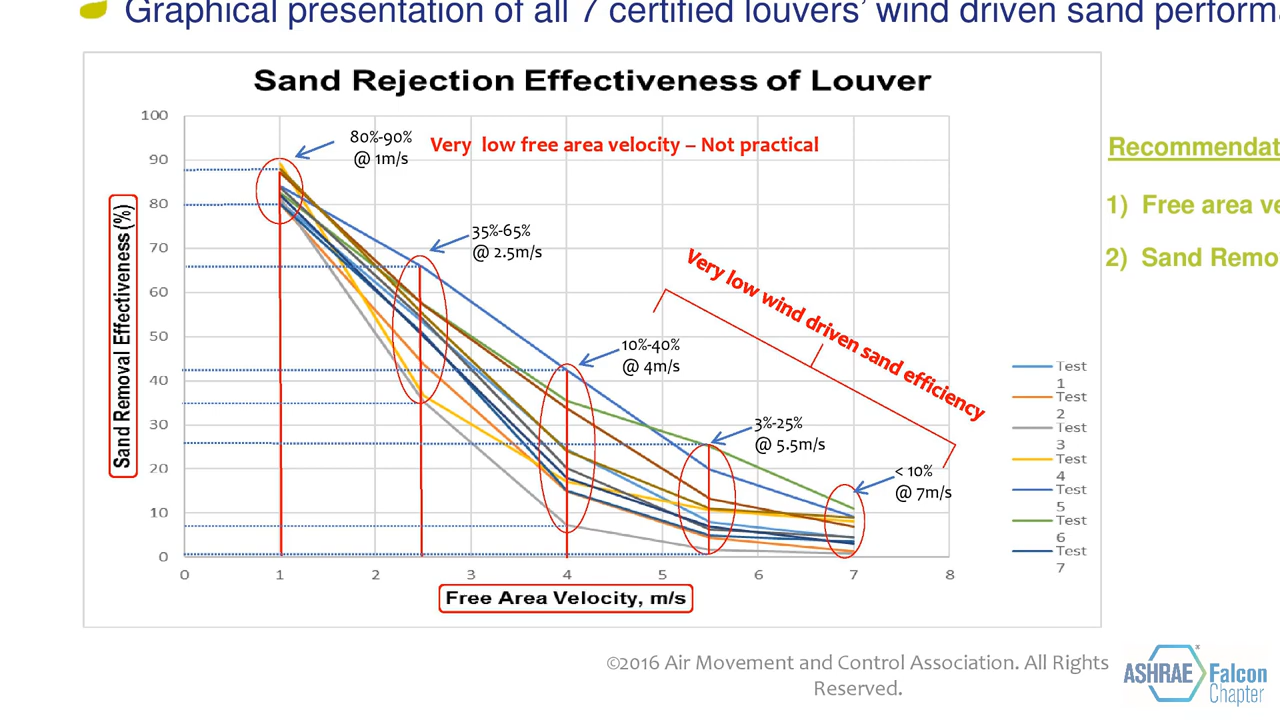 Graphical presentation of all 7 certified louvers' wind driven sand
Sand Rejection Effectiveness of Louver
100
90
80
70
60
50
40
30
20
10
0
Sand Removal Effectiveness (%)
80%-90%
@ 1m/s
Very low free area velocity – Not practical
35%-65%
@ 2.5m/s
10%-40%
@ 4m/s
Very low wind driven sand efficiency
3%-25%
@ 5.5m/s
< 10%
@ 7m/s
0 1 2 3 4 5 6 7 8
Free Area Velocity, m/s
Test
1
Test
2
Test
3
Test
4
Test
5
Test
6
Test
7
1) Free area
2) Sand
©2016 Air Movement and Control Association. All Rights
Reserved.
ASHRAE Falcon
Chapter